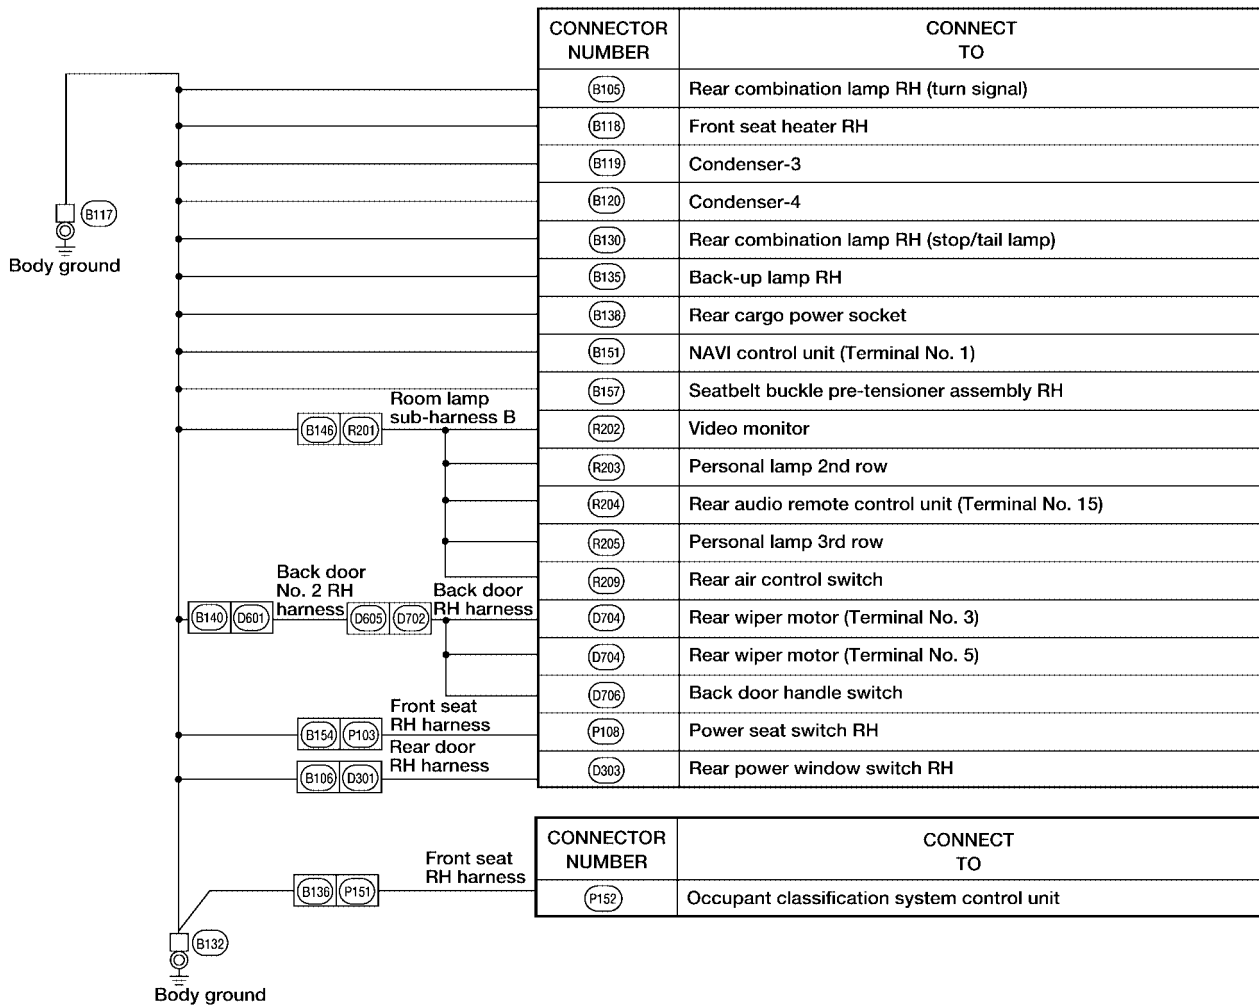 CONNECTOR NUMBER CONNECT TO
B105 Rear combination lamp RH (turn signal)
B118 Front seat heater RH
B119 Condenser-3
B120 Condenser-4
B117
B130 Rear combination lamp RH (stop/tail lamp)
Body ground
B135 Back-up lamp RH
B138 Rear cargo power socket
B151 NAVI control unit (Terminal No. 1)
B157 Seatbelt buckle pre-tensioner assembly RH
Room lamp
sub-harness B
B146 R201 R202 Video monitor
R203 Personal lamp 2nd row
R204 Rear audio remote control unit (Terminal No. 15)
R205 Personal lamp 3rd row
R209 Rear air control switch
Back door
No. 2 RH
harness
Back door
RH harness
B140 D601 D605 D702 D704 Rear wiper motor (Terminal No. 3)
D704 Rear wiper motor (Terminal No. 5)
D706 Back door handle switch
Front seat
RH harness
B154 P103 P108 Power seat switch RH
Rear door
RH harness
B106 D301 D303 Rear power window switch RH
CONNECTOR NUMBER CONNECT TO
Front seat
RH harness
B136 P151 P152 Occupant classification system control unit
B132
Body ground